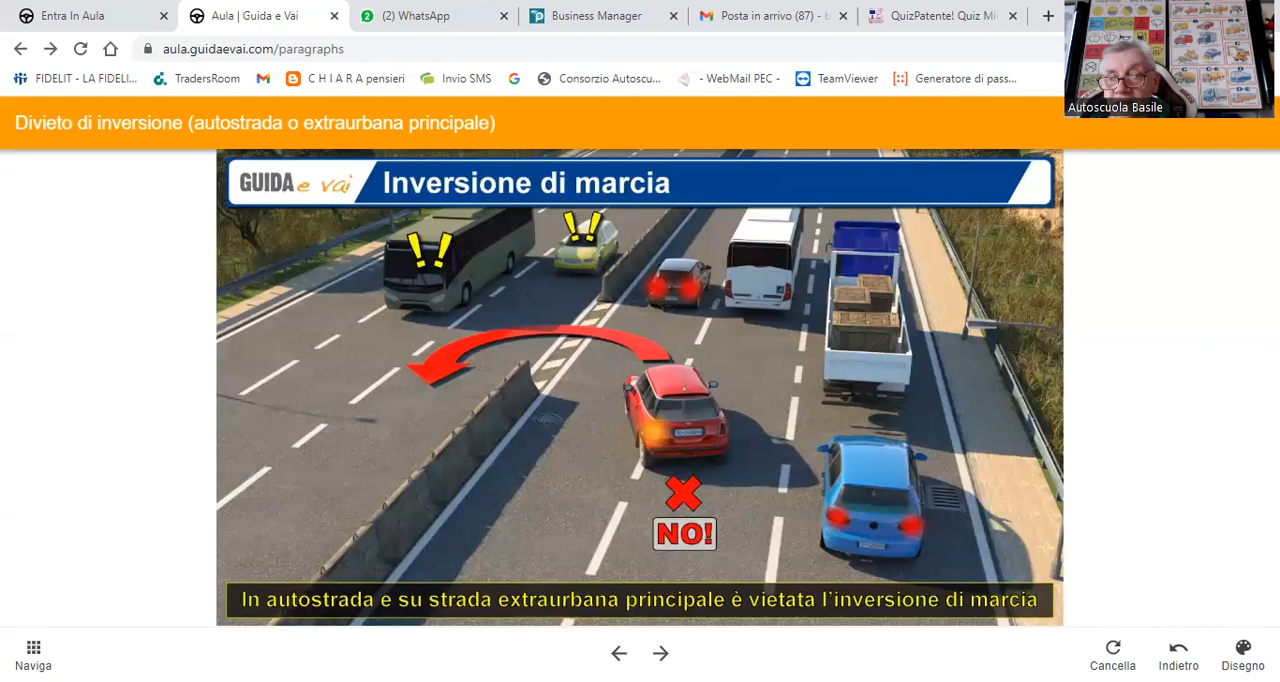 Entra In Aula
Aula | Guida e Vai
(2) WhatsApp
Business Manager
Posta in arrivo (87) - b
QuizPatente! Quiz Mi
aula.guidaevai.com/paragraphs
FIDELIT - LA FIDELI...
TradersRoom
C H I A R A pensieri
Invio SMS
Consorzio Autoscu...
- WebMail PEC -
TeamViewer
Generatore di pass...
Autoscuola Basile
Divieto di inversione (autostrada o extraurbana principale)
GUIDA e vai
Inversione di marcia
!!
!!
NO!
In autostrada e su strada extraurbana principale è vietata l'inversione di marcia
Naviga
Cancella
Indietro
Disegno